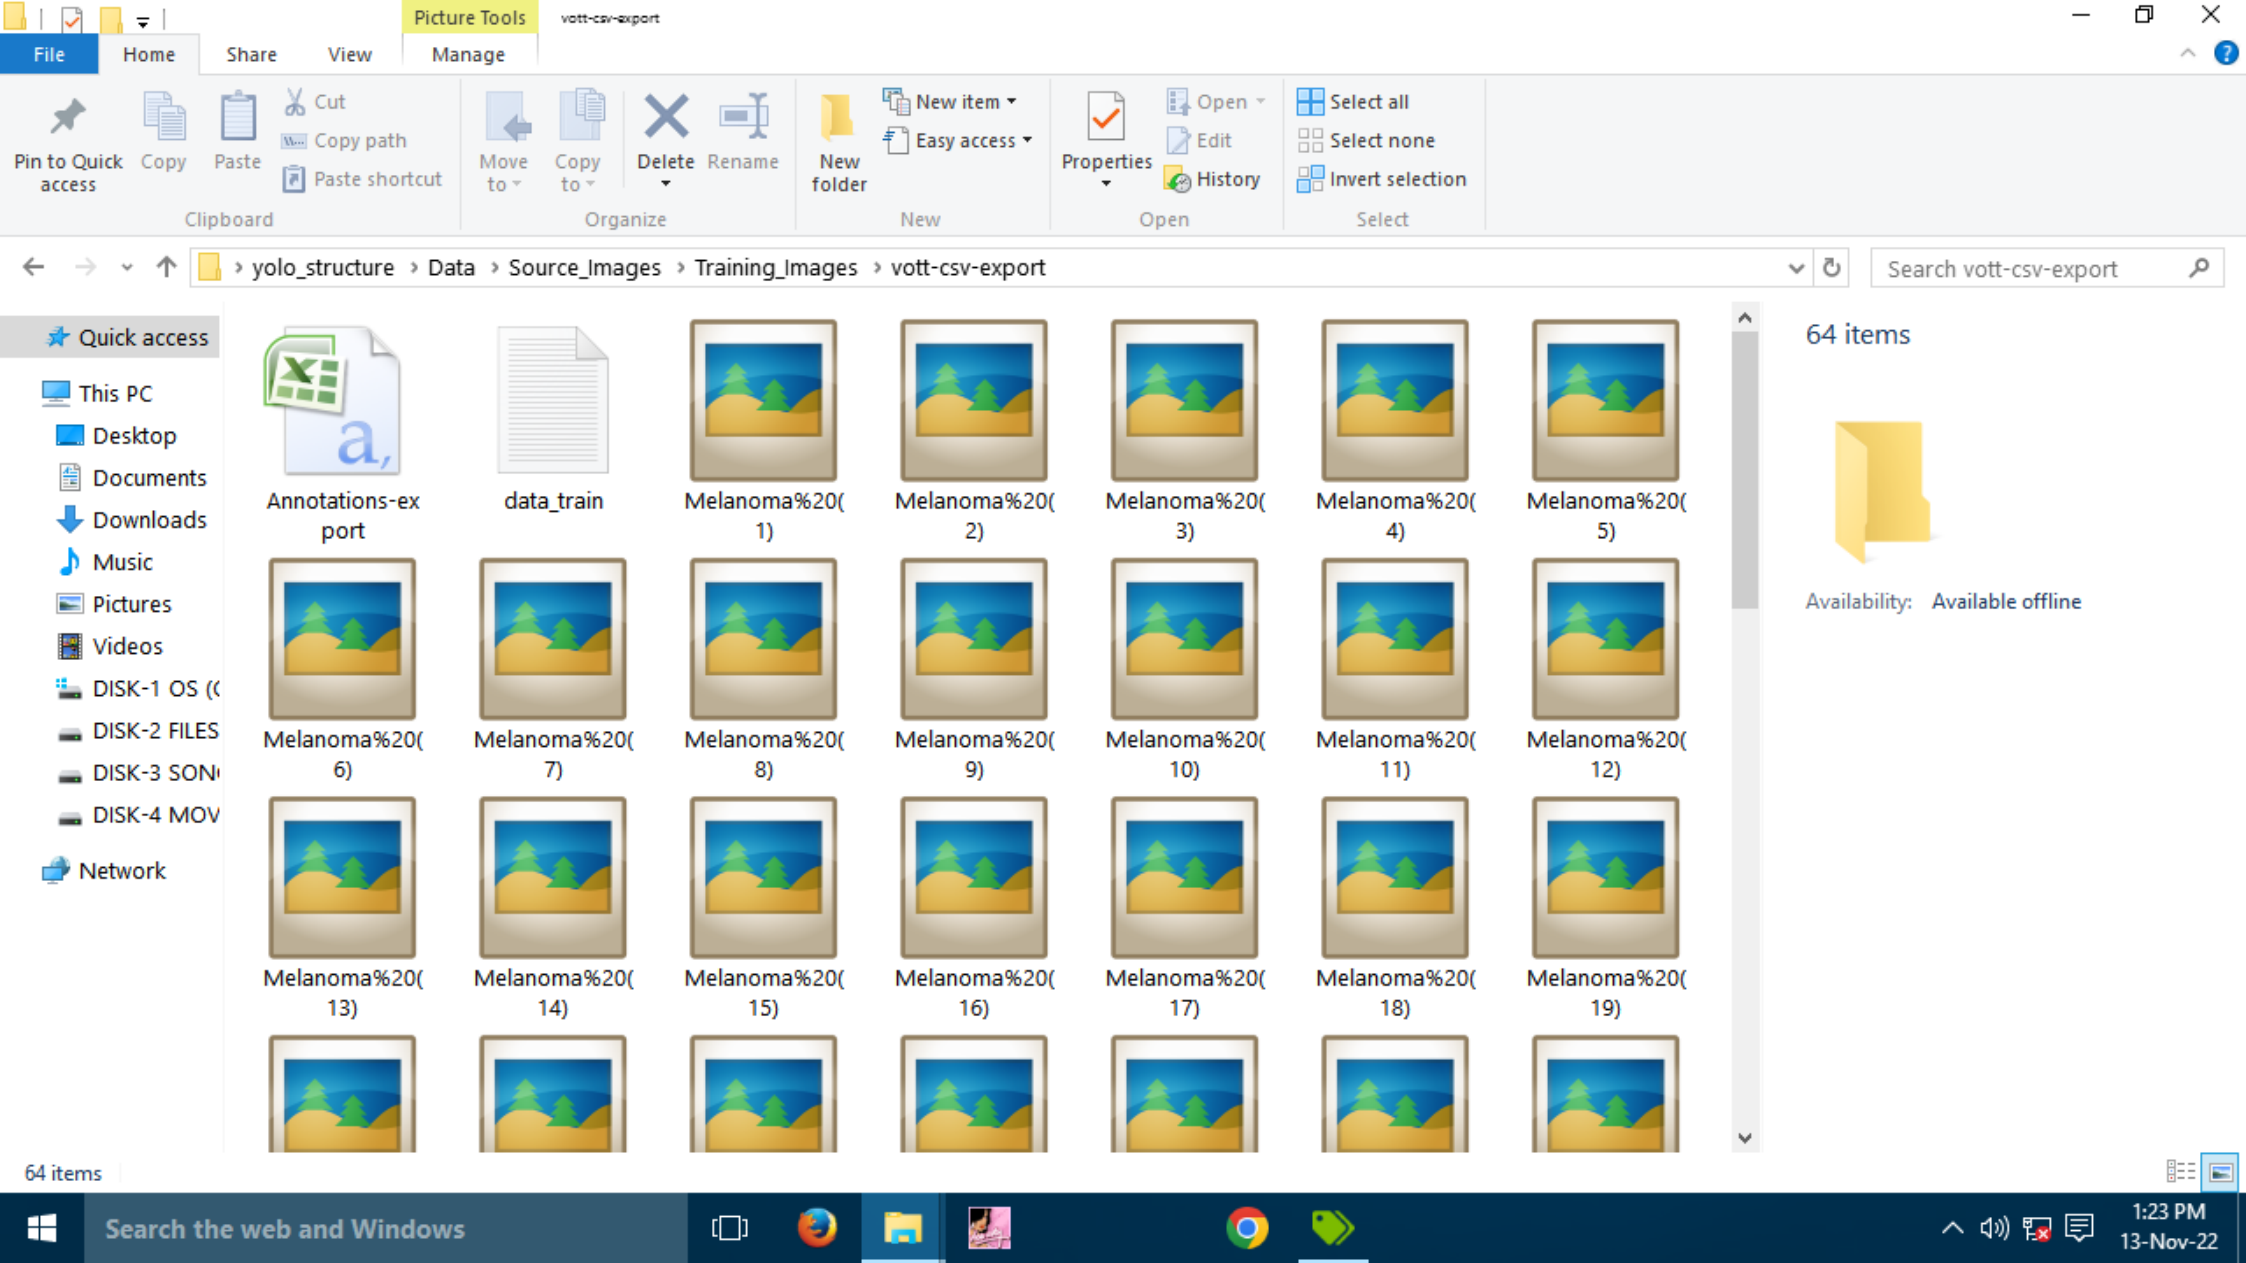 Picture Tools
vott-csv-export
File
Home
Share
View
Manage
Pin to Quick
access
Copy
Paste
Cut
Copy path
Paste shortcut
Clipboard
Move
to
Copy
to
Delete
Rename
Organize
New
folder
New item
Easy access
New
Properties
Open
Edit
History
Open
Select all
Select none
Invert selection
Select
yolo_structure > Data > Source_Images > Training_Images > vott-csv-export
Search vott-csv-export
Quick access
This PC
Desktop
Documents
Downloads
Music
Pictures
Videos
DISK-1 OS (
DISK-2 FILES
DISK-3 SON
DISK-4 MOV
Network
Annotations-ex
port
data_train
Melanoma%20(
1)
Melanoma%20(
2)
Melanoma%20(
3)
Melanoma%20(
4)
Melanoma%20(
5)
Melanoma%20(
6)
Melanoma%20(
7)
Melanoma%20(
8)
Melanoma%20(
9)
Melanoma%20(
10)
Melanoma%20(
11)
Melanoma%20(
12)
Melanoma%20(
13)
Melanoma%20(
14)
Melanoma%20(
15)
Melanoma%20(
16)
Melanoma%20(
17)
Melanoma%20(
18)
Melanoma%20(
19)
64 items
Availability: Available offline
64 items
Search the web and Windows
1:23 PM
13-Nov-22